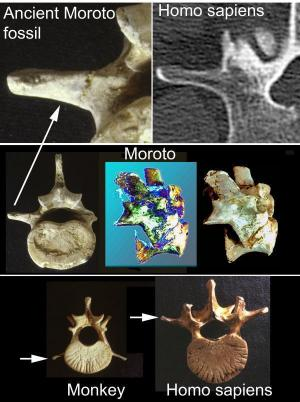 Ancient Moroto
fossil
Homo sapiens
Moroto
Monkey
Homo sapiens